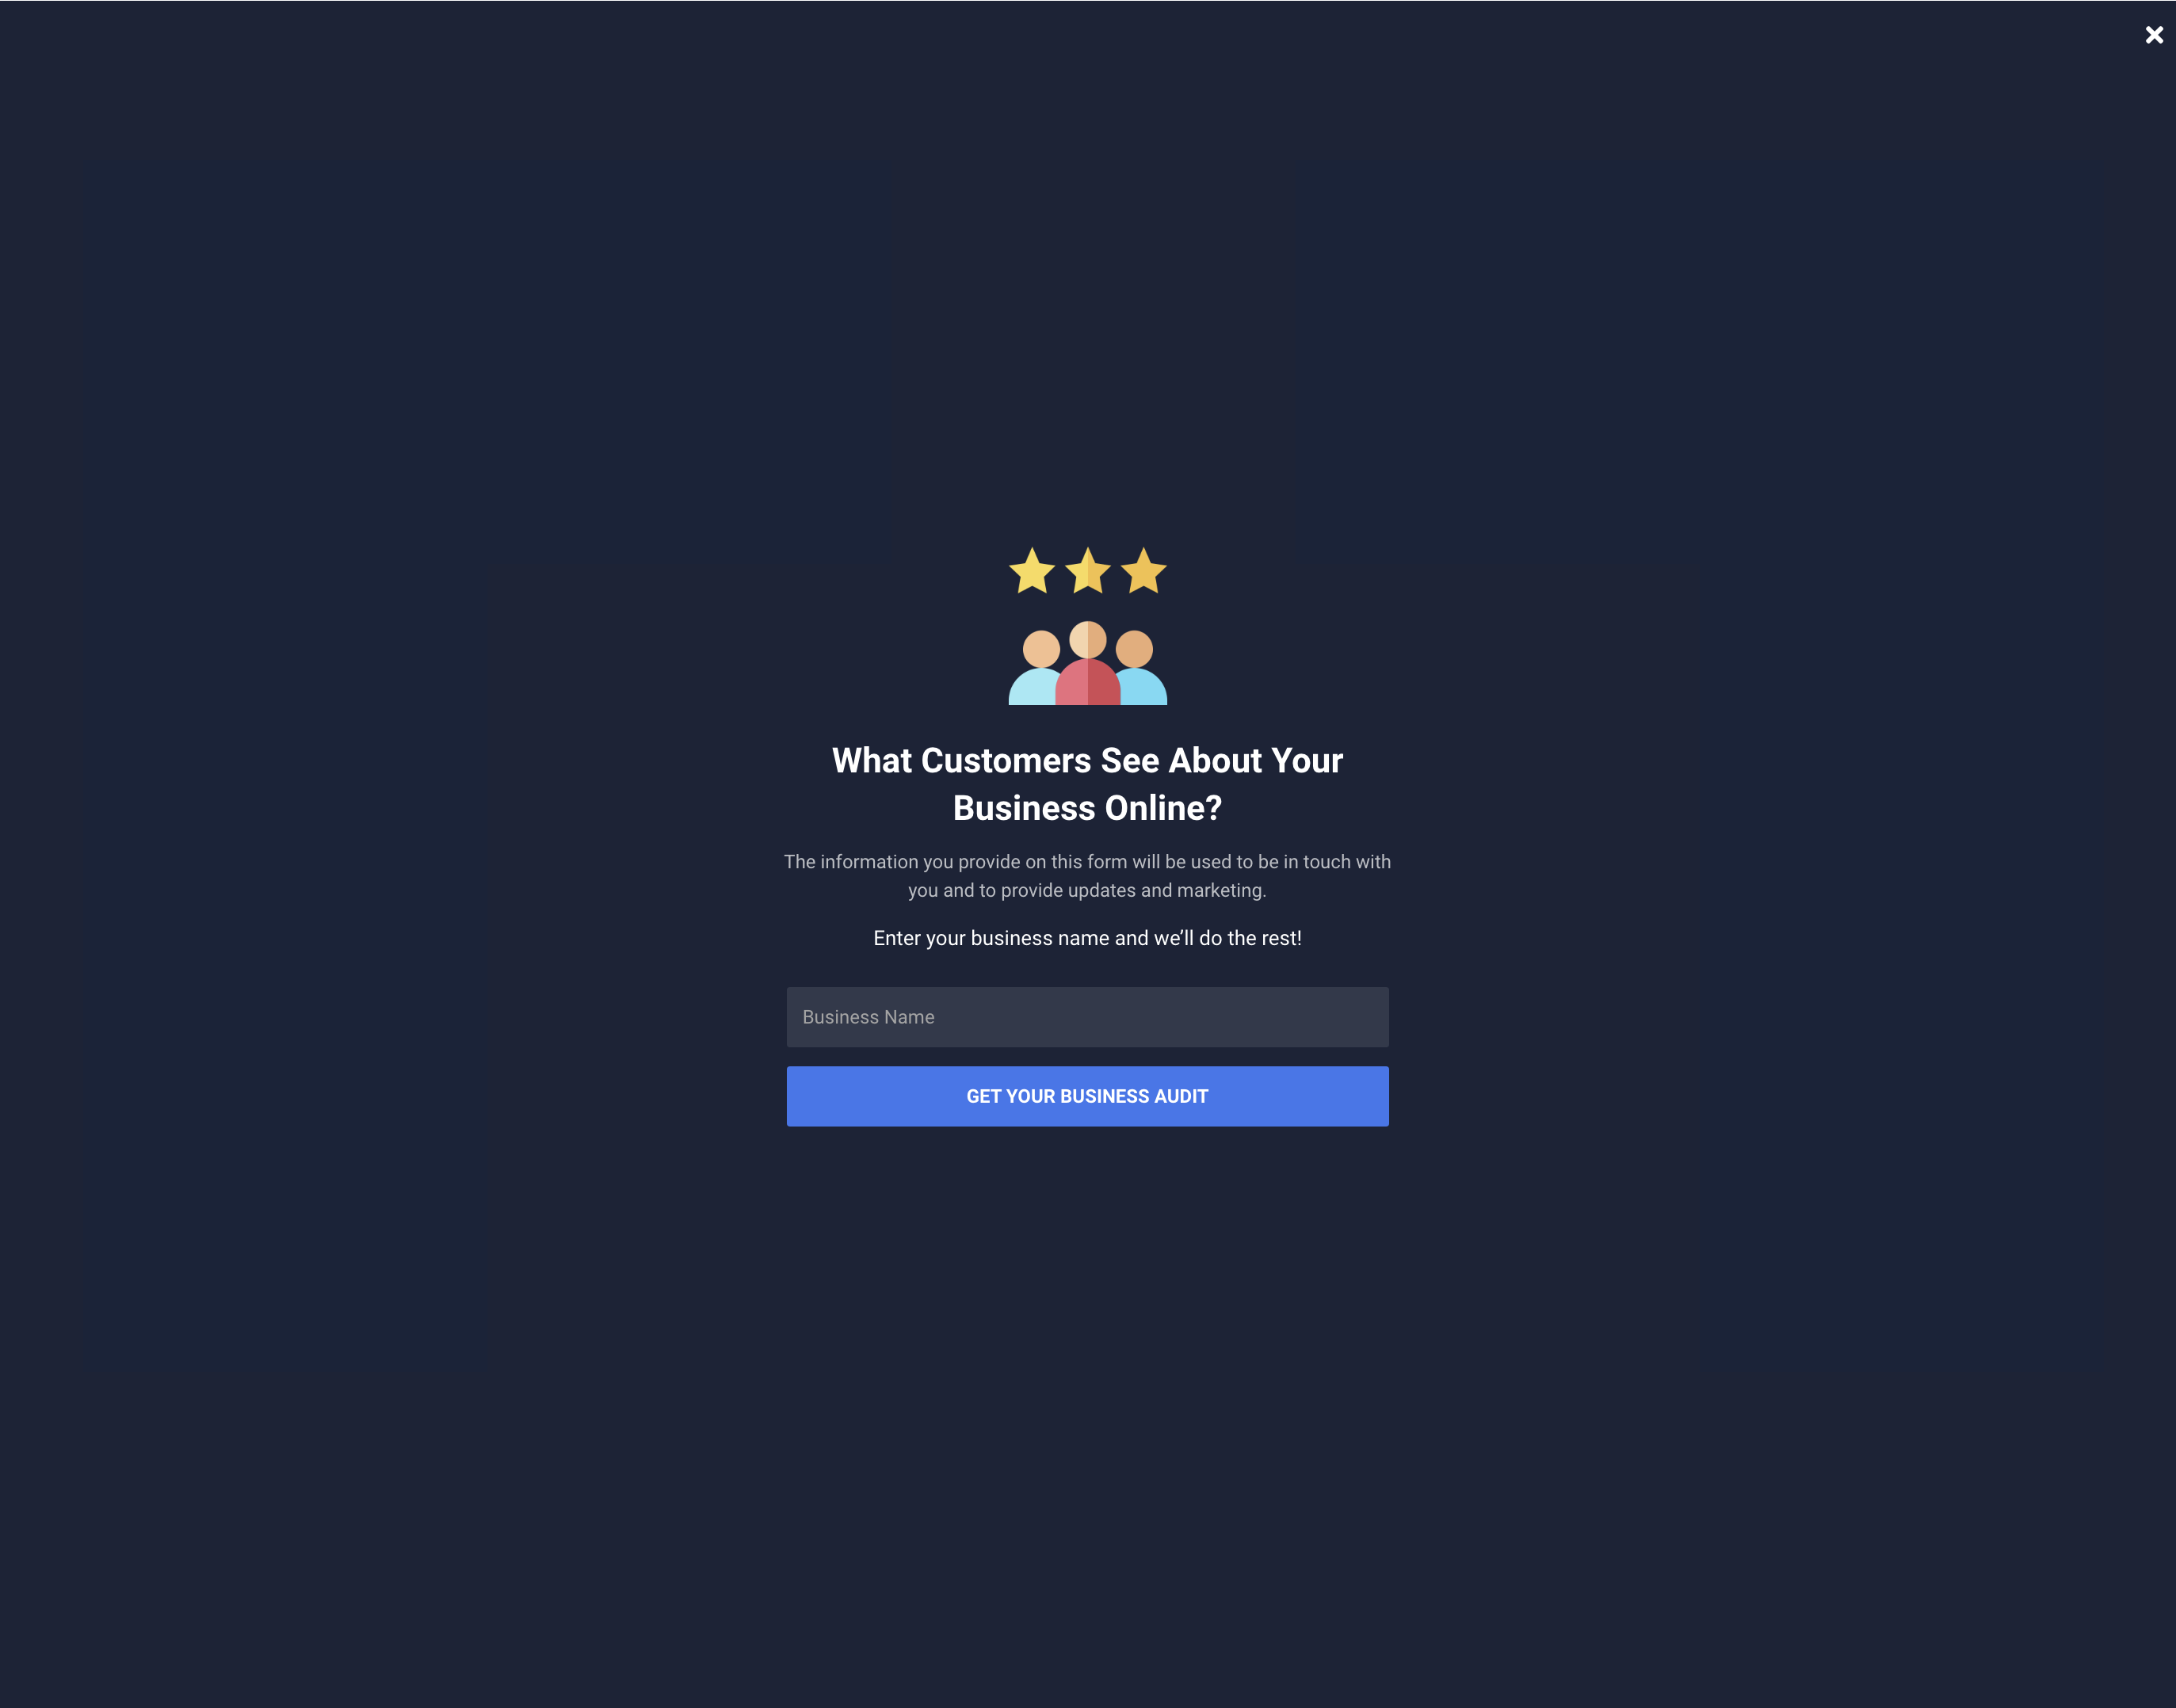 What Customers See About Your
Business Online?
The information you provide on this form will be used to be in touch with
you and to provide updates and marketing.
Enter your business name and we’ll do the rest!
Business Name
GET YOUR BUSINESS AUDIT